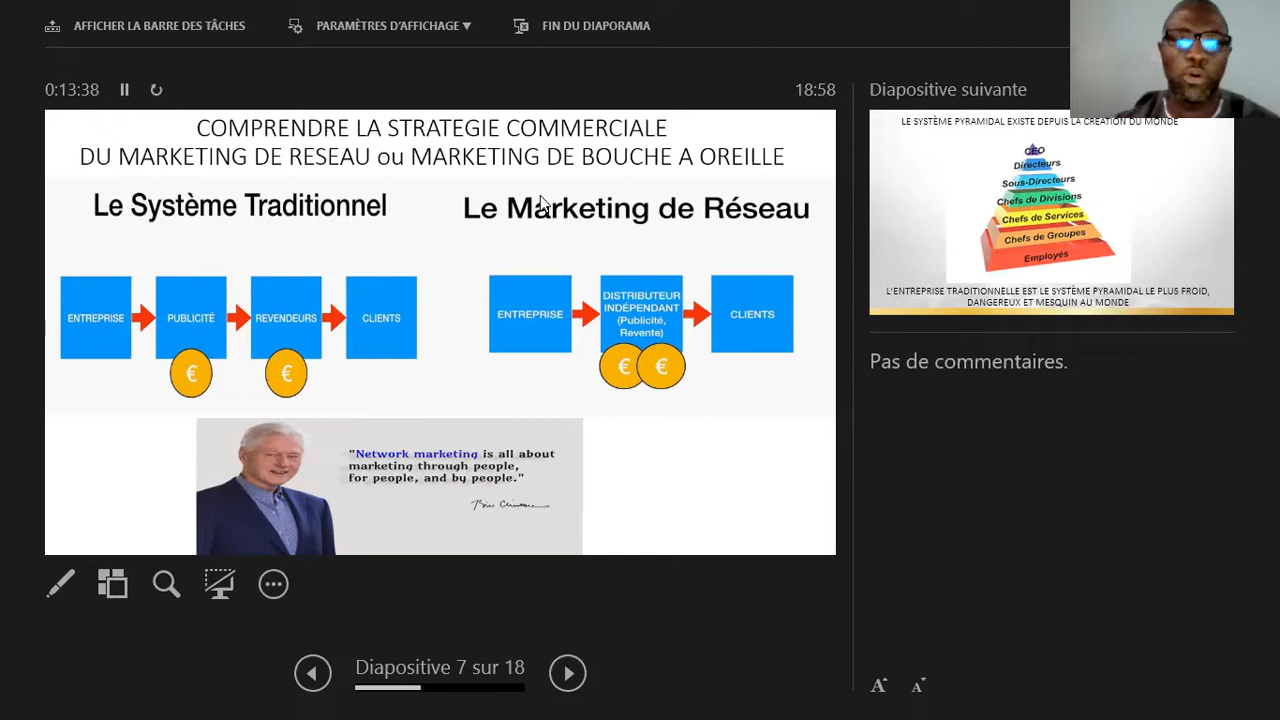 AFFICHER LA BARRE DES TÂCHES
PARAMÈTRES D'AFFICHAGE ▼
FIN DU DIAPORAMA
0:13:38
18:58
COMPRENDRE LA STRATEGIE COMMERCIALE
DU MARKETING DE RESEAU ou MARKETING DE BOUCHE A OREILLE
Le Système Traditionnel
ENTREPRISE
PUBLICITÉ
REVENDEURS
CLIENTS
€
€
Le Marketing de Réseau
ENTREPRISE
DISTRIBUTEUR
INDÉPENDANT
(Publicité,
Revente)
CLIENTS
€ €
"Network marketing is all about
marketing through people,
for people, and by people."
Diapositive suivante
LE SYSTÈME PYRAMIDAL EXISTE DEPUIS LA CREATION DU MONDE
CEO
Directeurs
Sous-Directeurs
Chefs de Divisions
Chefs de Services
Chefs de Groupes
Employés
L'ENTREPRISE TRADITIONNELLE EST LE SYSTÈME PYRAMIDAL LE PLUS FROID,
DANGEREUX ET MESQUIN AU MONDE
Pas de commentaires.
Diapositive 7 sur 18
A A